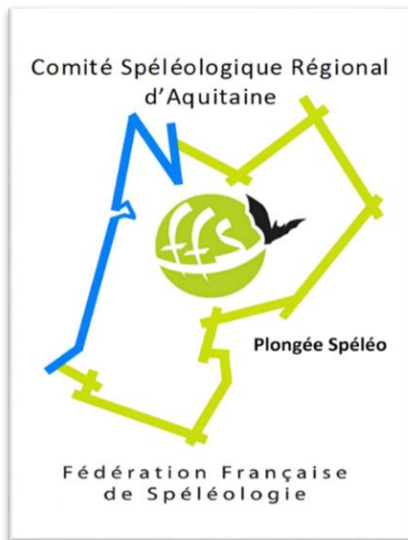 Comité Spéléologique Régional
d'Aquitaine
ffs
Plongée Spéléo
Fédération Française
de Spéléologie